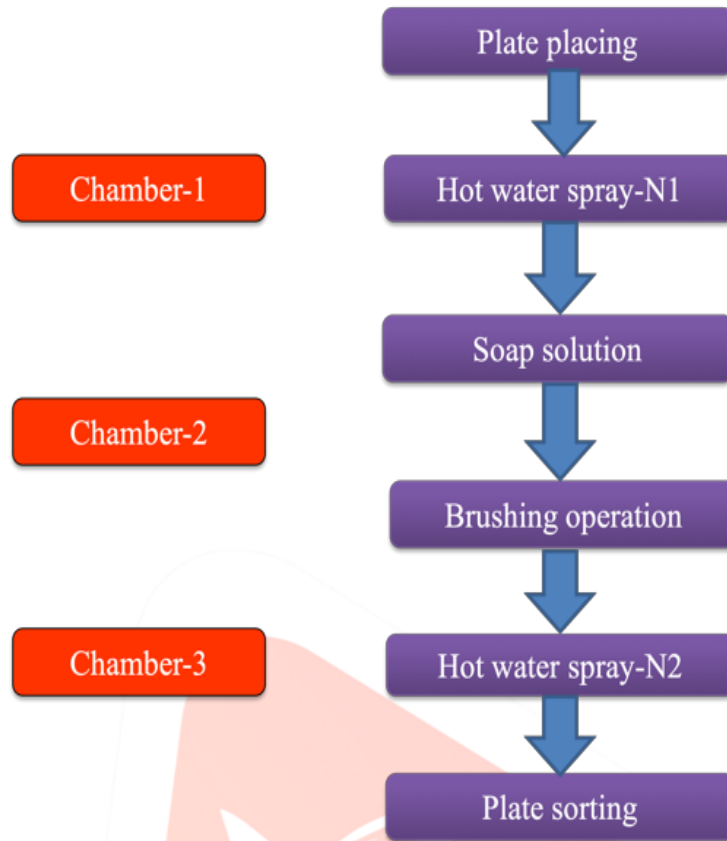 Plate placing
Chamber-1
Hot water spray-N1
Soap solution
Chamber-2
Brushing operation
Chamber-3
Hot water spray-N2
Plate sorting